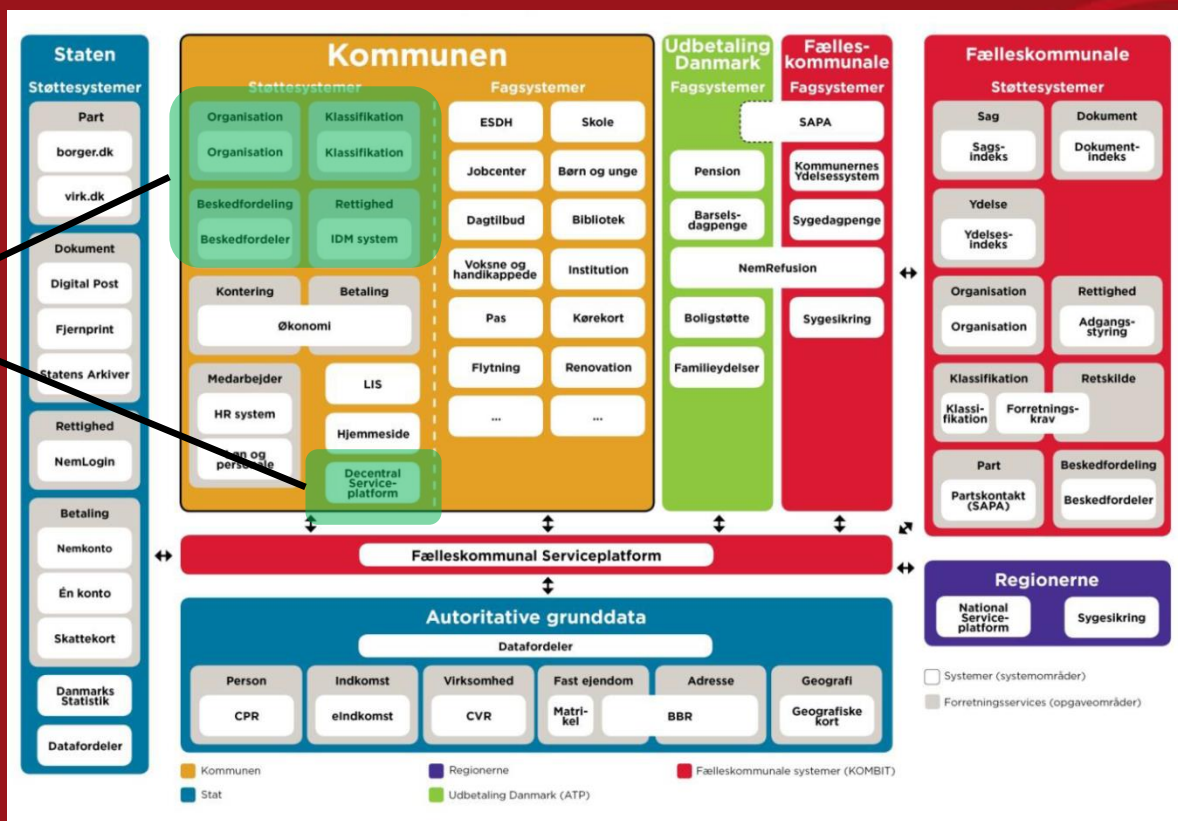 Staten
Støttesystemer
Part
borger.dk
virk.dk
Dokument
Digital Post
Fjernprint
Statens Arkiver
Rettighed
NemLogin
Betaling
Nemkonto
Én konto
Skattekort
Danmarks
Statistik
Datafordeler
Kommunen
Støttesystemer
Organisation
Organisation
Klassifikation
Klassifikation
Beskedfordeling
Beskedfordeler
Rettighed
IDM system
Kontering
Betaling
Økonomi
Medarbejder
HR system
Løn og
personale
LIS
Hjemmeside
Decentral
Service-
platform
Fagsystemer
ESDH
Skole
Jobcenter
Børn og unge
Dagtilbud
Bibliotek
Voksne og
handikappede
Institution
Pas
Kørekort
Flytning
Renovation
...
...
Udbetaling
Danmark
Fagsystemer
Pension
Barsels-
dagpenge
Boligstøtte
Familieydelser
Fælles-
kommunale
Fagsystemer
SAPA
Kommunernes
Ydelsessystem
Sygedagpenge
NemRefusion
Sygesikring
Fælleskommunale
Støttesystemer
Sag
Sags-
indeks
Dokument
Dokument-
indeks
Ydelse
Ydelses-
indeks
Organisation
Organisation
Rettighed
Adgangs-
styring
Klassifikation
Klassi-
fikation
Retskilde
Forretnings-
krav
Part
Partskontakt
(SAPA)
Beskedfordeling
Beskedfordeler
Fælleskommunal Serviceplatform
Regionerne
National
Service-
platform
Sygesikring
Autoritative grunddata
Datafordeler
Person
CPR
Indkomst
eIndkomst
Virksomhed
CVR
Fast ejendom
Matri-
kel
Adresse
BBR
Geografi
Geografiske
kort
Systemer (systemområder)
Forretningsservices (opgaveområder)
Kommunen
Stat
Regionerne
Udbetaling Danmark (ATP)
Fælleskommunale systemer (KOMBIT)